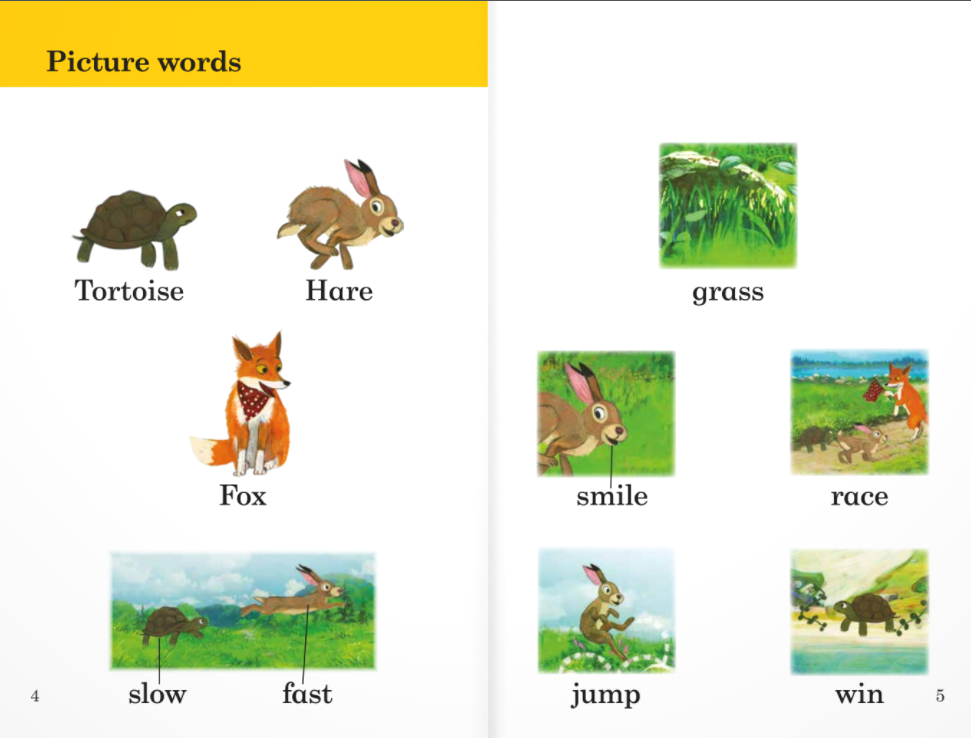 Picture words
Tortoise
Hare
Fox
slow
fast
4
grass
smile
race
jump
win
5